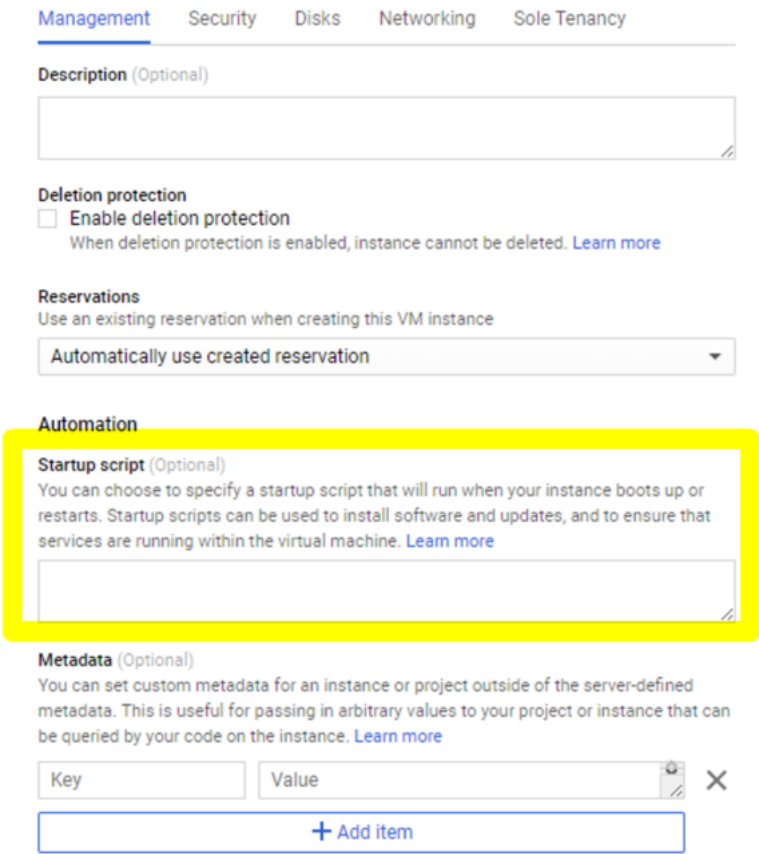 Management Security Disks Networking Sole Tenancy
Description (Optional)
Deletion protection
Enable deletion protection
When deletion protection is enabled, instance cannot be deleted. Learn more
Reservations
Use an existing reservation when creating this VM instance
Automatically use created reservation
Automation
Startup script (Optional)
You can choose to specify a startup script that will run when your instance boots up or
restarts. Startup scripts can be used to install software and updates, and to ensure that
services are running within the virtual machine. Learn more
Metadata (Optional)
You can set custom metadata for an instance or project outside of the server-defined
metadata. This is useful for passing in arbitrary values to your project or instance that can
be queried by your code on the instance. Learn more
Key Value
+ Add item